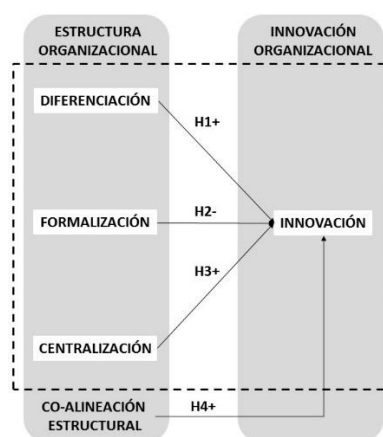 ESTRUCTURA
ORGANIZACIONAL
INNOVACIÓN
ORGANIZACIONAL
DIFERENCIACIÓN
H1+
FORMALIZACIÓN
H2-
INNOVACIÓN
H3+
CENTRALIZACIÓN
CO-ALINEACIÓN
ESTRUCTURAL
H4+